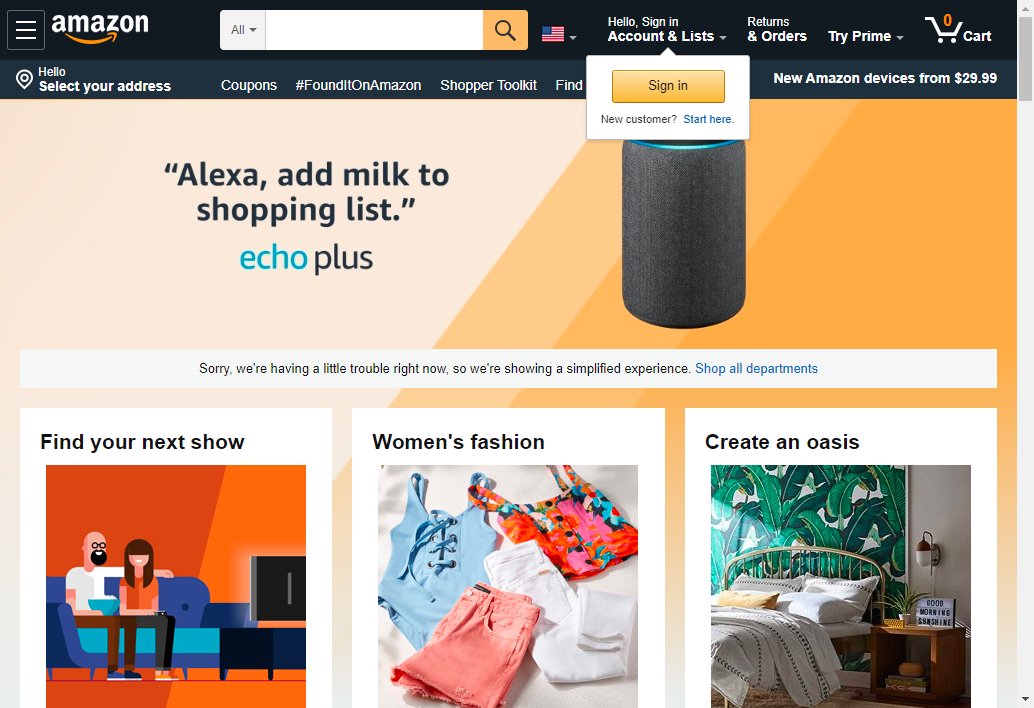 amazon
All
Hello, Sign in
Account & Lists
Returns
& Orders
Try Prime
0
Cart
Hello
Select your address
Coupons
#FoundItOnAmazon
Shopper Toolkit
Find
New Amazon devices from $29.99
Sign in
New customer? Start here.
“Alexa, add milk to
shopping list.”
echo plus
Sorry, we're having a little trouble right now, so we're showing a simplified experience. Shop all departments
Find your next show
Women's fashion
Create an oasis
GOOD
MORNING
SUNSHINE